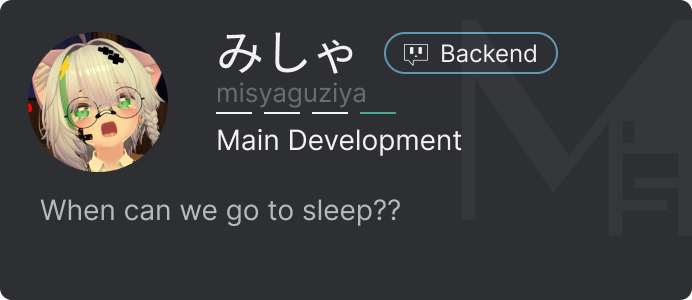 みしゃ
Backend
misyaguziya
Main Development
When can we go to sleep??